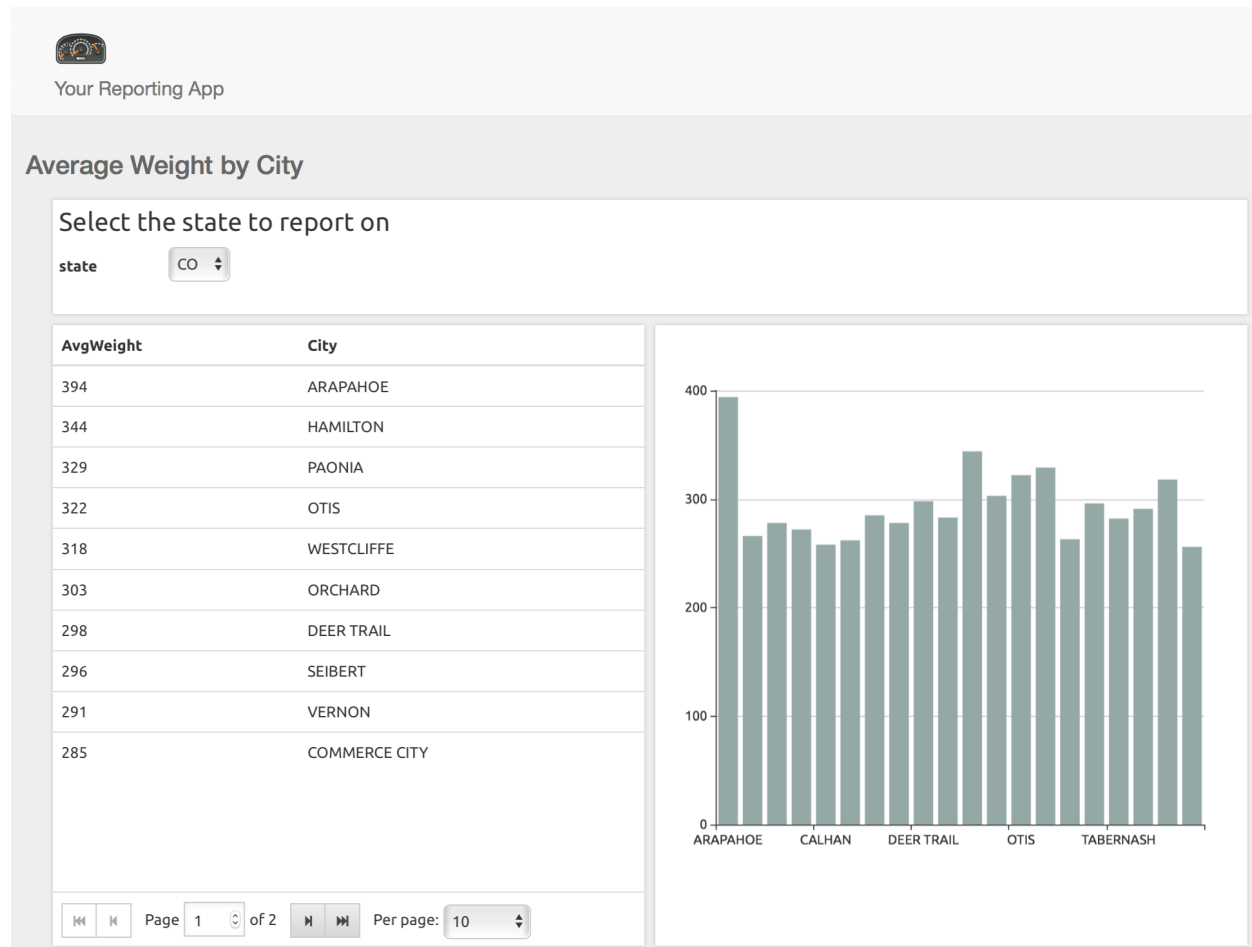 Your Reporting App
Average Weight by City
Select the state to report on
state CO
AvgWeight City
394 ARAPAHOE
344 HAMILTON
329 PAONIA
322 OTIS
318 WESTCLIFFE
303 ORCHARD
298 DEER TRAIL
296 SEIBERT
291 VERNON
285 COMMERCE CITY
Page 1 of 2 Per page: 10
400
300
200
100
0
ARAPAHOE CALHAN DEER TRAIL OTIS TABERNASH